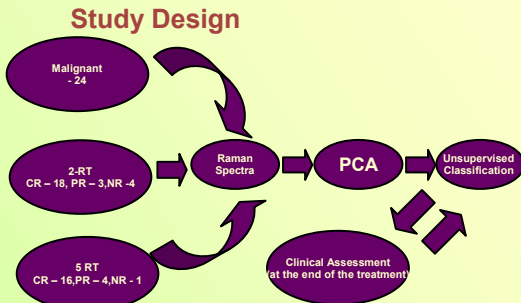 Study Design
Malignant
- 24
2-RT
CR – 18, PR – 3,NR -4
5 RT
CR – 16,PR – 4,NR - 1
Raman
Spectra
PCA
Unsupervised
Classification
Clinical Assessment
(at the end of the treatment)